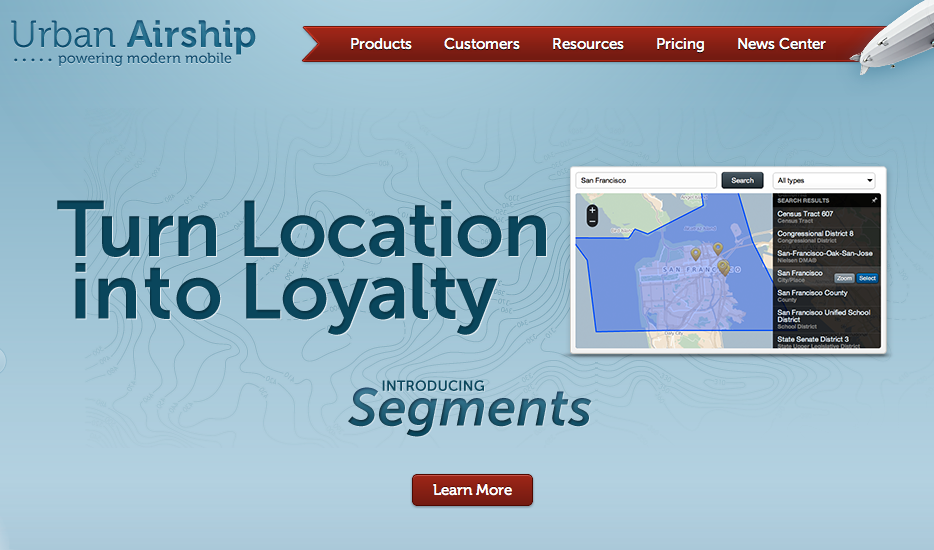 Urban Airship
powering modern mobile
Products
Customers
Resources
Pricing
News Center
Turn Location
into Loyalty
San Francisco
Search
All types
SEARCH RESULTS
Census Tract 607
Census Tract
Congressional District 8
Congressional District
San-Francisco-Oak-San-Jose
Nielsen DMA®
San Francisco
City/Place
Zoom
Select
San Francisco County
County
San Francisco Unified School
District
School District
State Senate District 3
State Upper Legislative District
SAN FRANCISCO
Daly City
INTRODUCING
Segments
Learn More